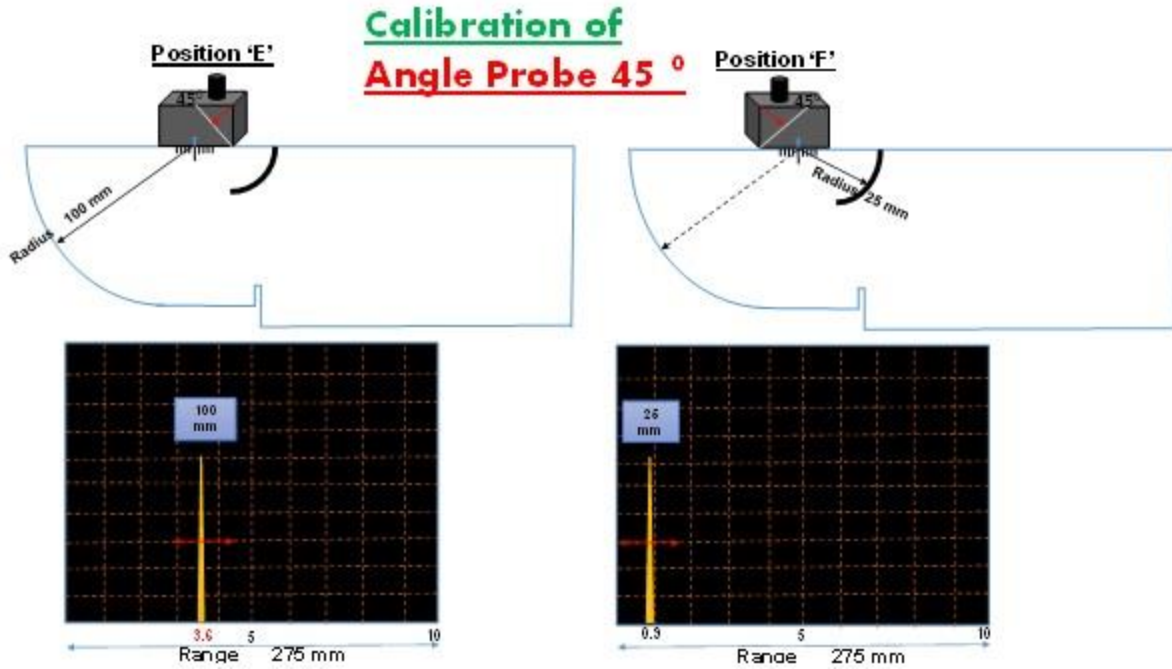 Calibration of
Angle Probe 45 °
Position ‘E’
45°
Radius 100 mm
100
mm
3.6 5 10
Range 275 mm
Position ‘F’
45°
Radius 25 mm
25
mm
0.9 5 10
Range 275 mm